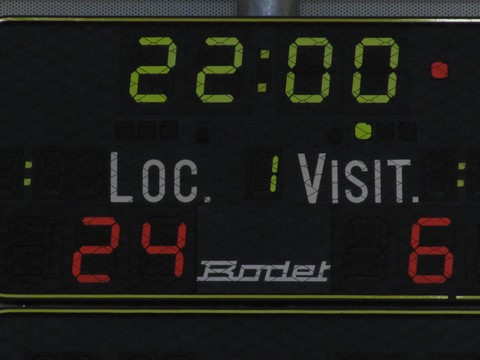 22:00
LOC. 1 VISIT.
24 6
Bodet